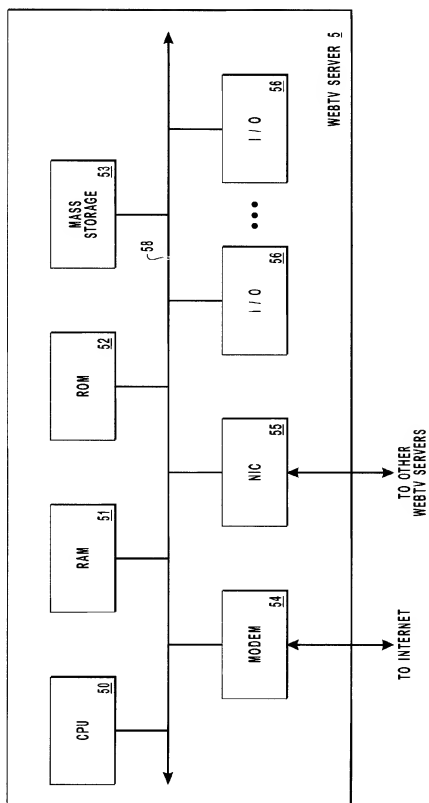 CPU
50
RAM
51
ROM
52
MASS
STORAGE
53
58
MODEM
54
NIC
55
I / O
56
•••
I / O
56
WEBTV SERVER 5
TO INTERNET
TO OTHER
WEBTV SERVERS